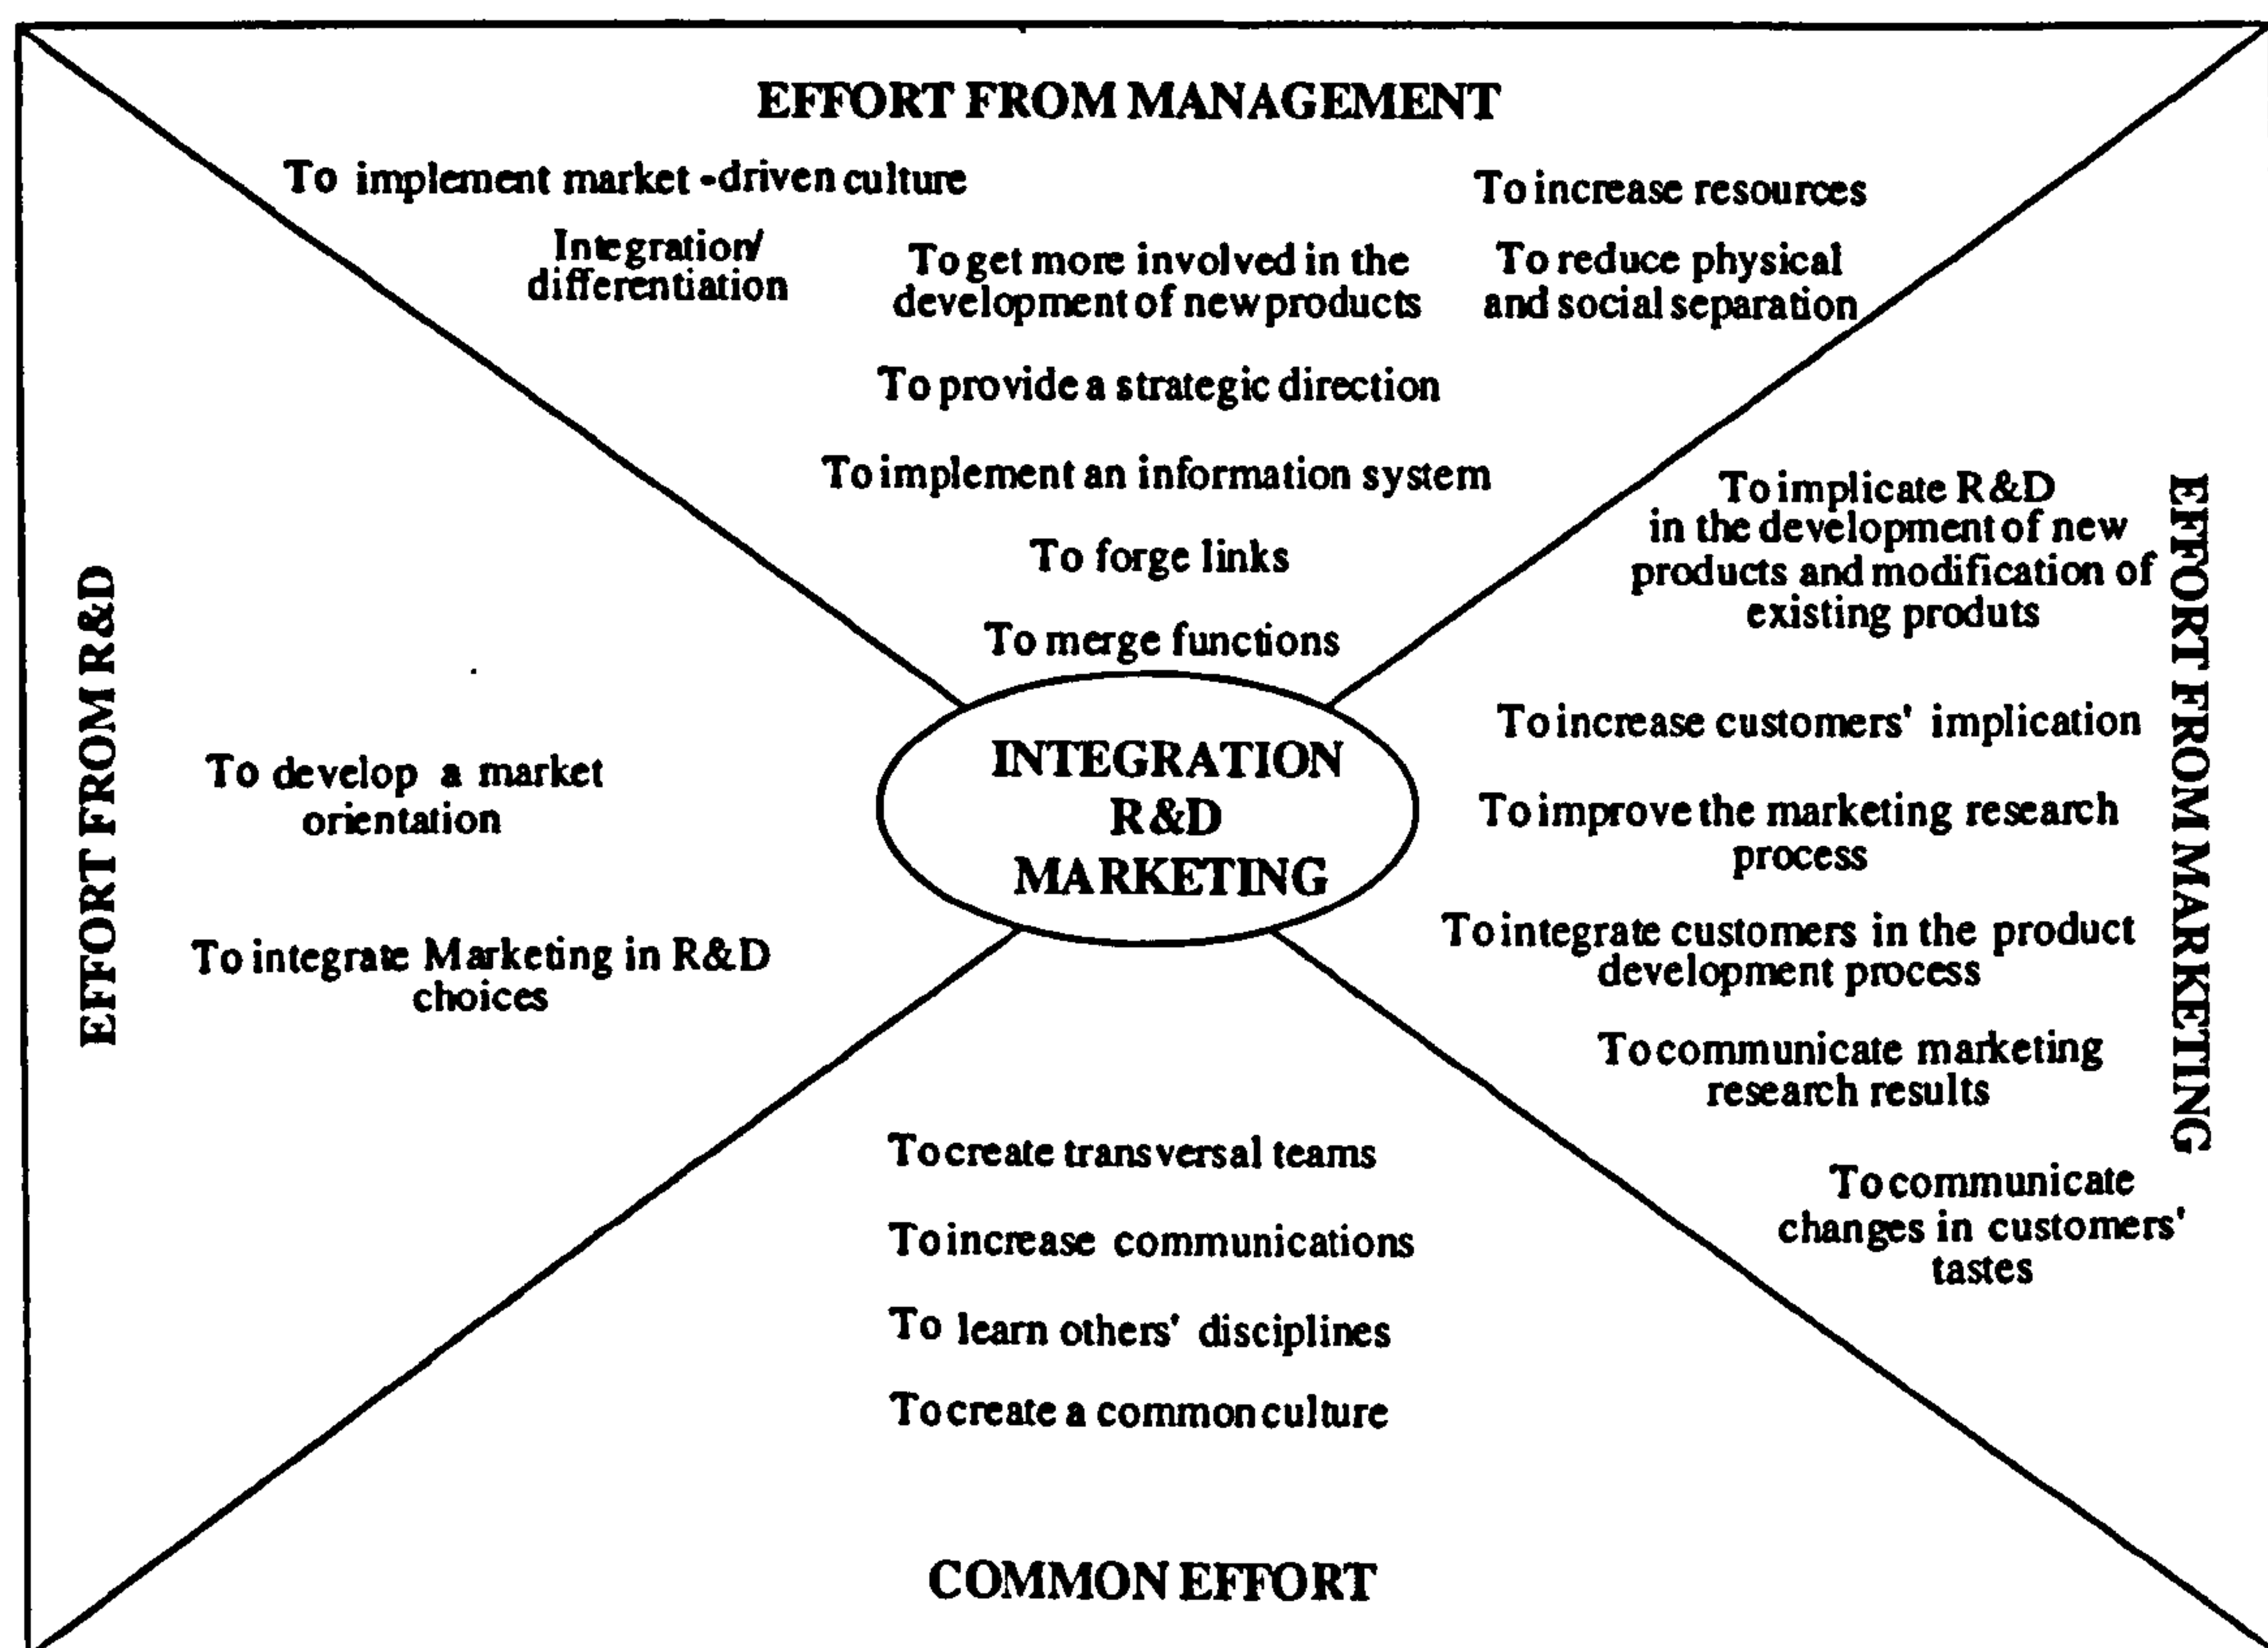 EFFORT FROM MANAGEMENT
To implement market-driven culture
To increase resources
Integration/
differentiation
To get more involved in the
development of new products
To reduce physical
and social separation
To provide a strategic direction
To implement an information system
To forge links
To merge functions
EFFORT FROM R&D
To develop a market
orientation
To integrate Marketing in R&D
choices
INTEGRATION
R&D
MARKETING
To implicate R&D
in the development of new
products and modification of
existing produts
To increase customers' implication
To improve the marketing research
process
To integrate customers in the product
development process
To communicate marketing
research results
To communicate
changes in customers'
tastes
EFFORT FROM MARKETING
To create transversal teams
To increase communications
To learn others' disciplines
To create a common culture
COMMON EFFORT